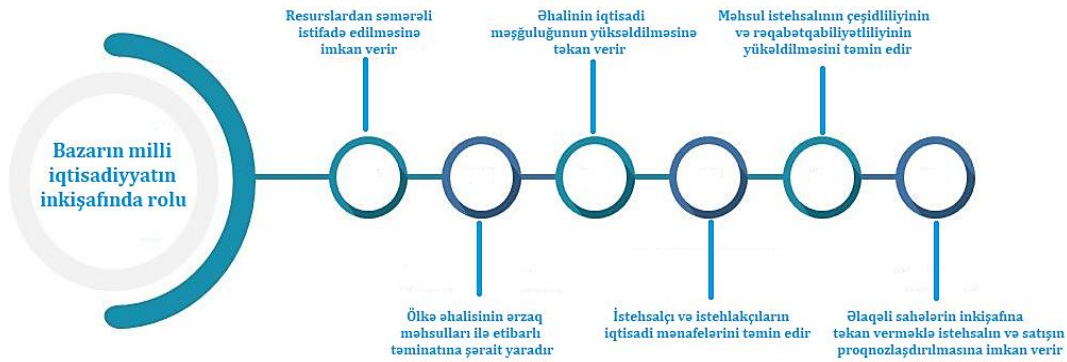 Bazarın milli
iqtisadiyyatın
inkişafında rolu
Resurslardan səmərəli
istifadə edilməsinə
imkan verir
Ölkə əhalisinin ərzaq
məhsulları ilə etibarlı
təminatına şərait yaradır
Əhalinin iqtisadi
məşğuluğunun yüksəldilməsinə
təkan verir
İstehsalçı və istehlakçıların
iqtisadi mənafelərini təmin edir
Məhsul istehsalının çeşidliliyinin
və rəqabətqabiliyətliliyinin
yükəldilməsini təmin edir
Əlaqəli sahələrin inkişafına
təkan verməklə istehsalın və satışın
proqnozlaşdırılmasına imkan verir